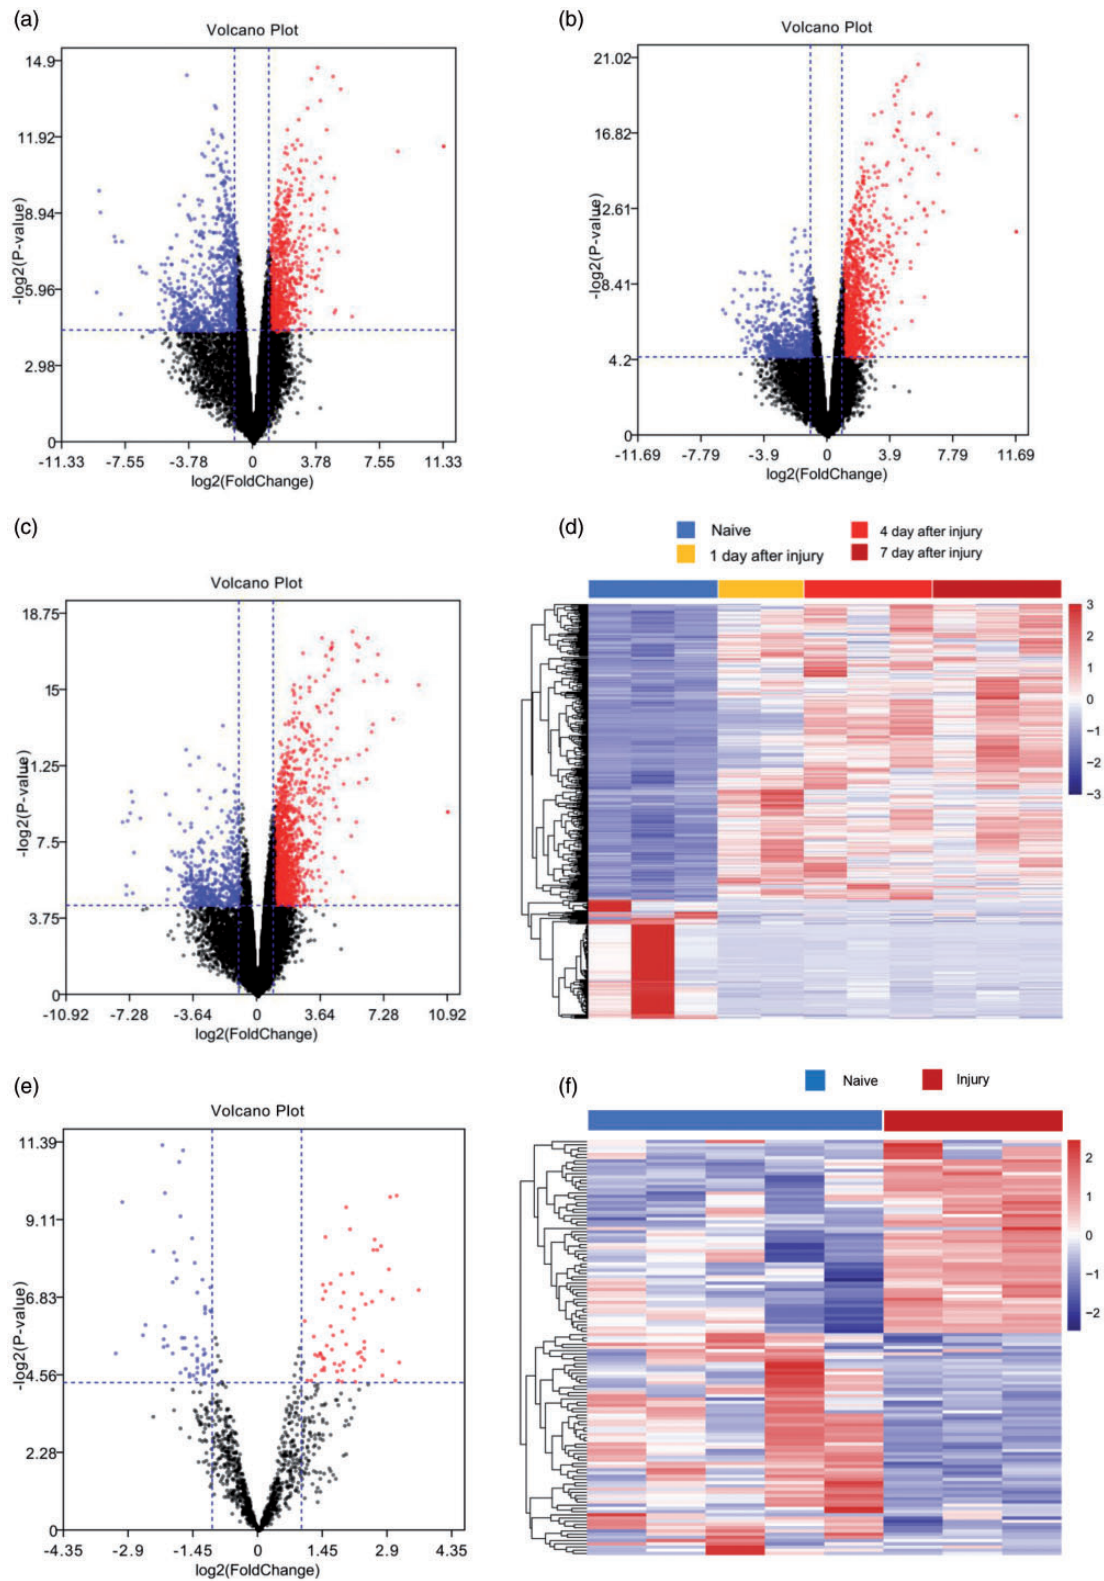 (a)
Volcano Plot
14.9
11.92
8.94
5.96
2.98
0
-log2(P-value)
-11.33 -7.55 -3.78 0 3.78 7.55 11.33
log2(FoldChange)
(b)
Volcano Plot
21.02
16.82
12.61
8.41
4.2
0
-log2(P-value)
-11.69 -7.79 -3.9 0 3.9 7.79 11.69
log2(FoldChange)
(c)
Volcano Plot
18.75
15
11.25
7.5
3.75
0
-log2(P-value)
-10.92 -7.28 -3.64 0 3.64 7.28 10.92
log2(FoldChange)
(d)
Naive
1 day after injury
4 day after injury
7 day after injury
3
2
1
0
−1
−2
−3
(e)
Volcano Plot
11.39
9.11
6.83
4.56
2.28
0
-log2(P-value)
-4.35 -2.9 -1.45 0 1.45 2.9 4.35
log2(FoldChange)
(f)
Naive
Injury
2
1
0
−1
−2